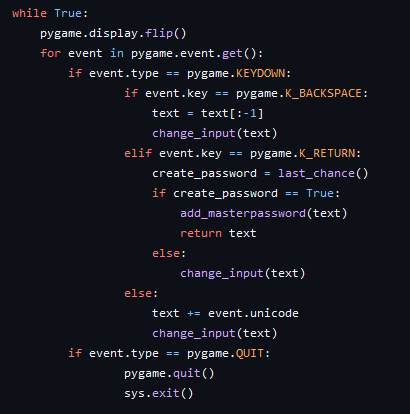 while True:
    pygame.display.flip()
    for event in pygame.event.get():
        if event.type == pygame.KEYDOWN:
                if event.key == pygame.K_BACKSPACE:
                    text = text[:-1]
                    change_input(text)
                elif event.key == pygame.K_RETURN:
                    create_password = last_chance()
                    if create_password == True:
                        add_masterpassword(text)
                        return text
                    else:
                        change_input(text)
                else:
                    text += event.unicode
                    change_input(text)
        if event.type == pygame.QUIT:
                pygame.quit()
                sys.exit()